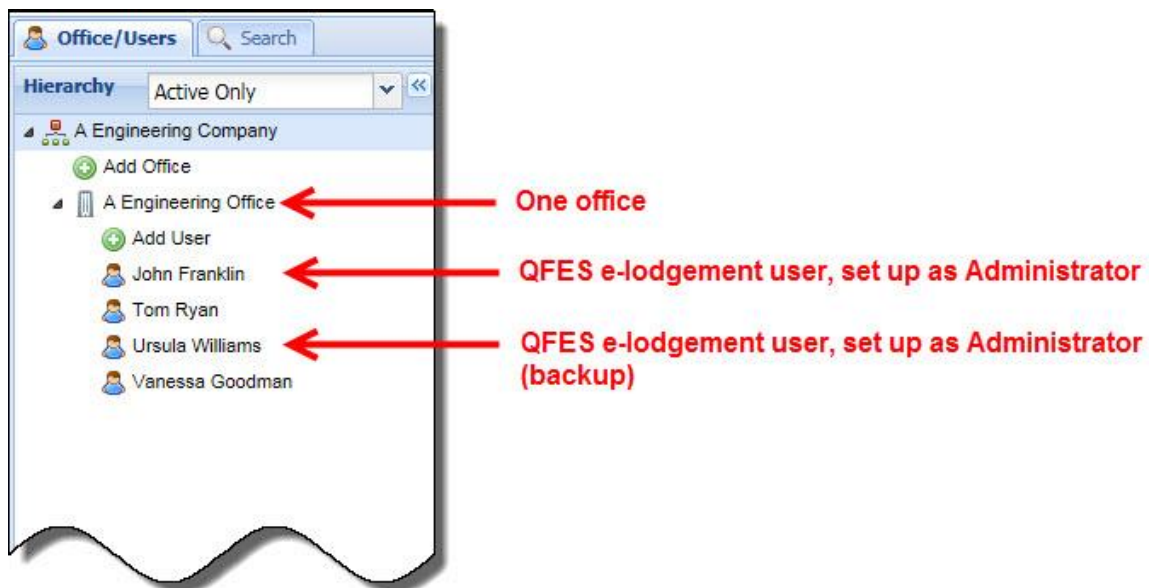 Office/Users Search
Hierarchy Active Only
A Engineering Company
Add Office
A Engineering Office One office
Add User
John Franklin QFES e-lodgement user, set up as Administrator
Tom Ryan
Ursula Williams QFES e-lodgement user, set up as Administrator
(backup)
Vanessa Goodman